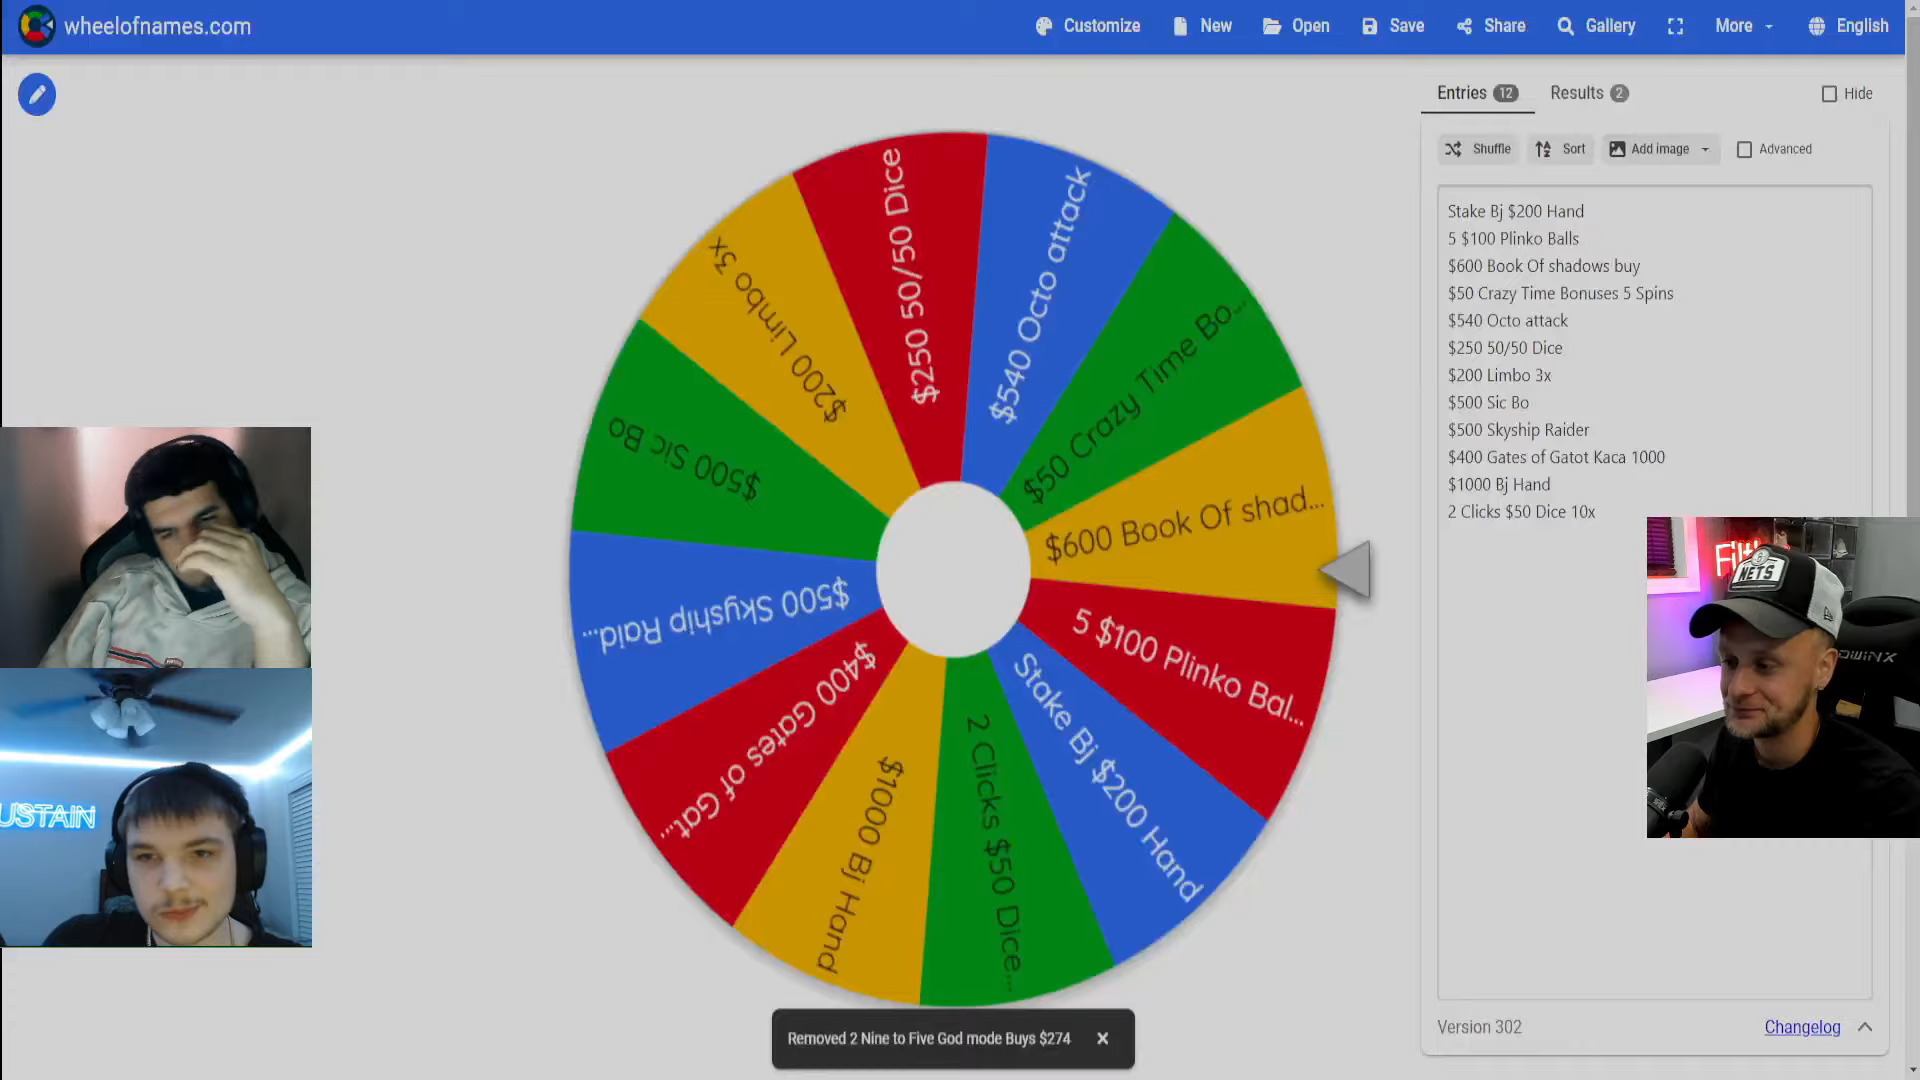 wheelofnames.com
Customize
New
Open
Save
Share
Gallery
More
English
Entries 12
Results 2
Hide
Shuffle
Sort
Add image
Advanced
Stake Bj $200 Hand
5 $100 Plinko Balls
$600 Book Of shadows buy
$50 Crazy Time Bonuses 5 Spins
$540 Octo attack
$250 50/50 Dice
$200 Limbo 3x
$500 Sic Bo
$500 Skyship Raider
$400 Gates of Gatot Kaca 1000
$1000 Bj Hand
2 Clicks $50 Dice 10x
$250 50/50 Dice
$540 Octo attack
$50 Crazy Time Bo...
$600 Book Of shad...
5 $100 Plinko Bal...
Stake Bj $200 Hand
2 Clicks $50 Dice...
$1000 Bj Hand
$400 Gates of Gat...
$500 Skyship Raid...
$500 Sic Bo
$200 Limbo 3x
USTAIN
NETS
Removed 2 Nine to Five God mode Buys $274
Version 302
Changelog